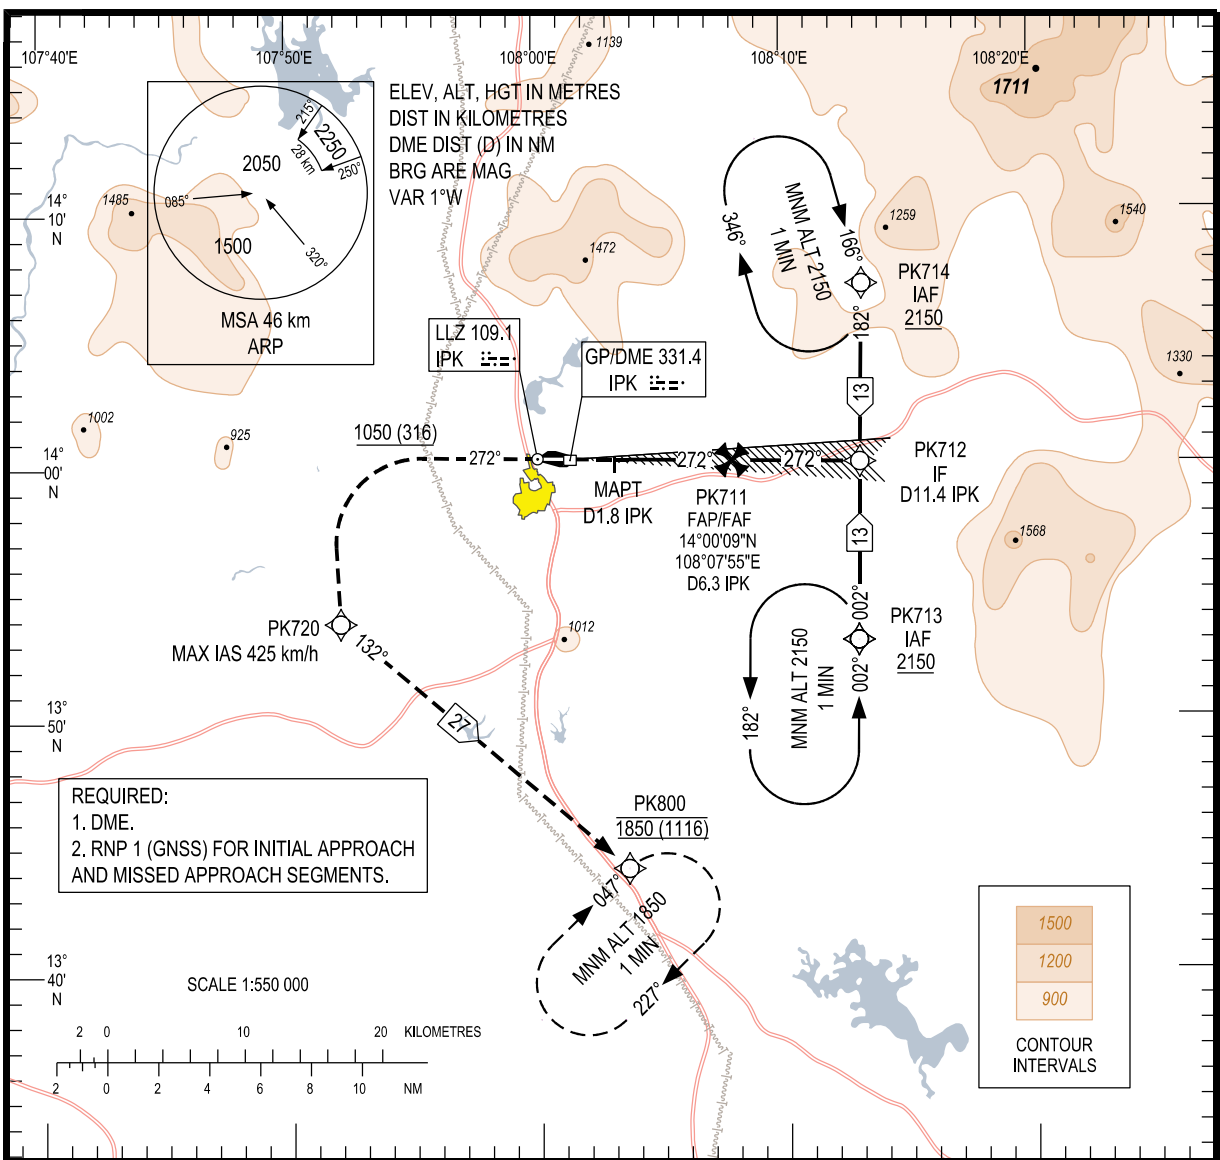 107°40'E
107°50'E
108°00'E
108°10'E
108°20'E
1139
1711
ELEV, ALT, HGT IN METRES
DIST IN KILOMETRES
DME DIST (D) IN NM
BRG ARE MAG
VAR 1°W
215°
2250
28 km
250°
2050
085°
1500
320°
MSA 46 km
ARP
1485
14°
10'
N
1472
346°
MNM ALT 2150
1 MIN
166°
1259
1540
PK714
IAF
2150
182°
13
1330
LLZ 109.1
IPK
GP/DME 331.4
IPK
1002
925
1050 (316)
14°
00'
N
272°
272°
272°
MAPT
D1.8 IPK
PK711
FAP/FAF
14°00'09"N
108°07'55"E
D6.3 IPK
PK712
IF
D11.4 IPK
13
1568
002°
PK713
IAF
2150
002°
182°
MNM ALT 2150
1 MIN
1012
PK720
MAX IAS 425 km/h
132°
27
13°
50'
N
REQUIRED:
1. DME.
2. RNP 1 (GNSS) FOR INITIAL APPROACH
AND MISSED APPROACH SEGMENTS.
PK800
1850 (1116)
047°
MNM ALT 1850
1 MIN
227°
13°
40'
N
SCALE 1:550 000
2 0 10 20 KILOMETRES
2 0 2 4 6 8 10 NM
1500
1200
900
CONTOUR
INTERVALS